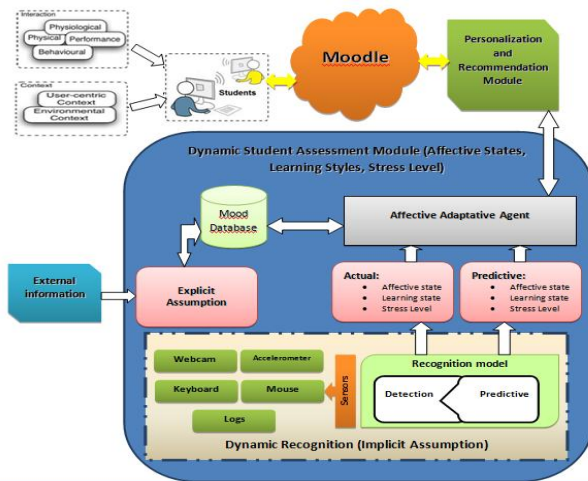 Interaction
Physiological
Physical
Performance
Behavioural
Context
User-centric
Context
Environmental
Context
Students
Moodle
Personalization
and
Recommendation
Module
Dynamic Student Assessment Module (Affective States,
Learning Styles, Stress Level)
Mood
Database
Affective Adaptative Agent
External
information
Explicit
Assumption
Actual:
• Affective state
• Learning state
• Stress Level
Predictive:
• Affective state
• Learning state
• Stress Level
Webcam
Accelerometer
Keyboard
Mouse
Logs
Sensors
Recognition model
Detection
Predictive
Dynamic Recognition (Implicit Assumption)